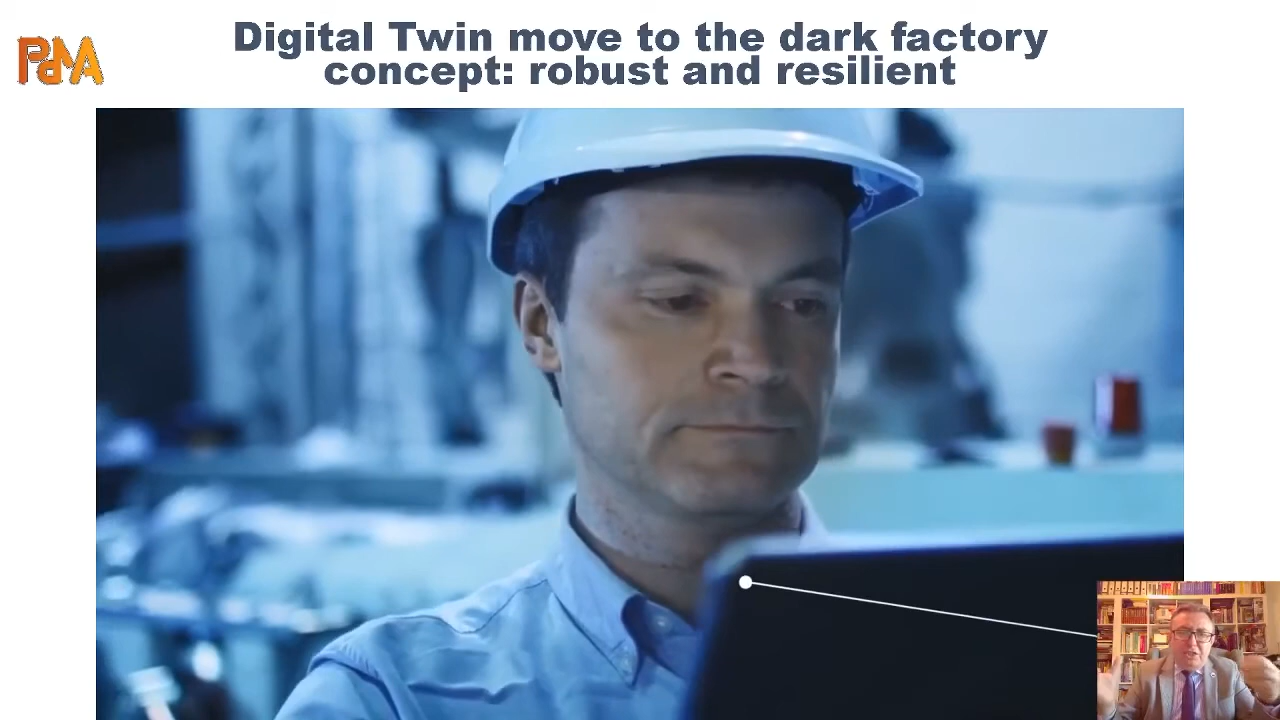 PdMA
Digital Twin move to the dark factory
concept: robust and resilient